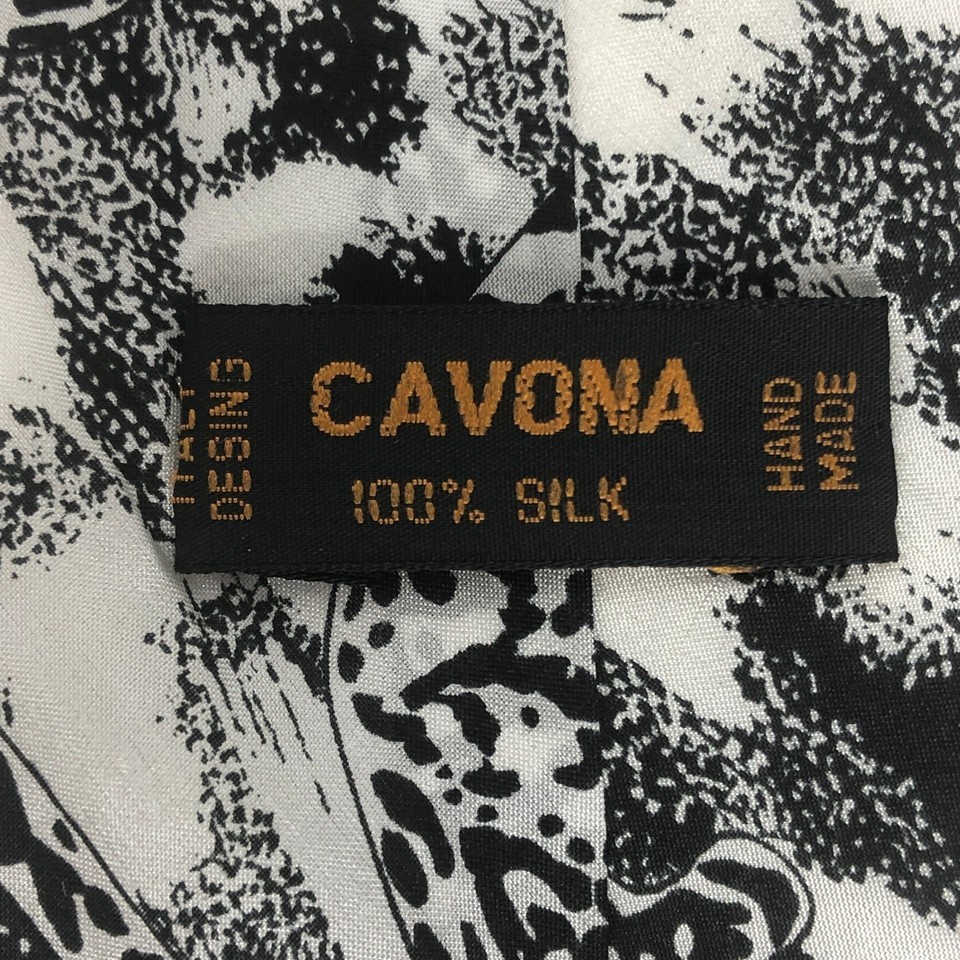 ITALY
DESING
CAVONA
100% SILK
HAND
MADE